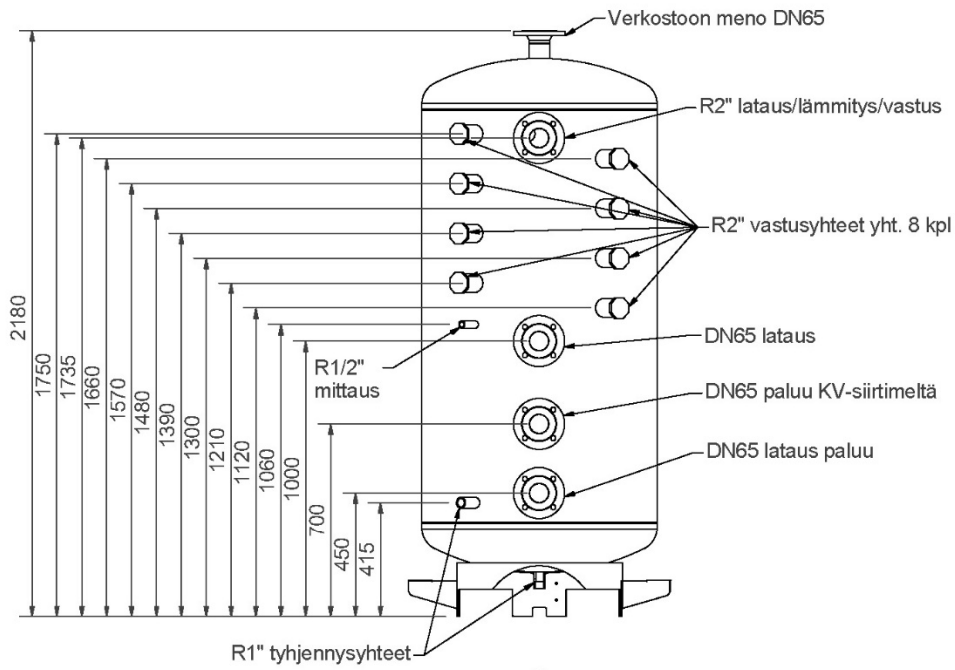 Verkostoon meno DN65
R2" lataus/lämmitys/vastus
R2" vastusyhteet yht. 8 kpl
DN65 lataus
R1/2"
mittaus
DN65 paluu KV-siirtimeltä
DN65 lataus paluu
R1" tyhjennysyhteet
2180
1750
1735
1660
1570
1480
1390
1300
1210
1120
1060
1000
700
450
415